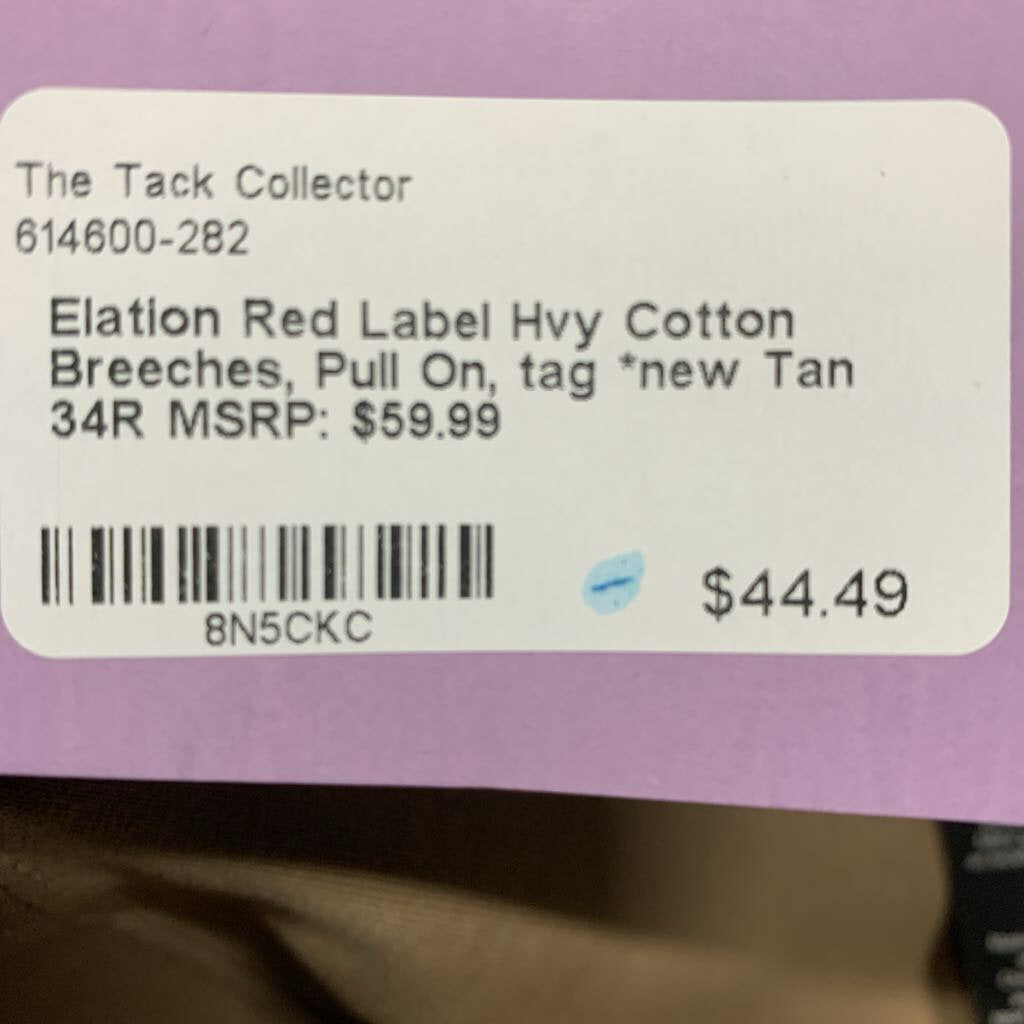 The Tack Collector
614600-282
Elation Red Label Hvy Cotton
Breeches, Pull On, tag *new Tan
34R MSRP: $59.99
8N5CKC
$44.49